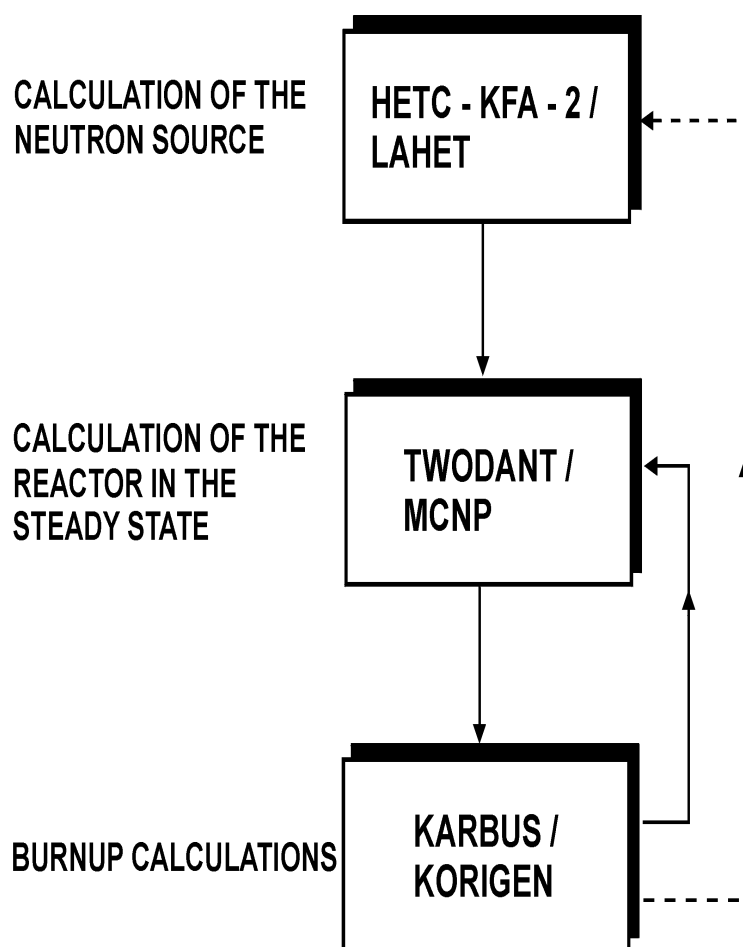 CALCULATION OF THE
NEUTRON SOURCE
HETC - KFA - 2 /
LAHET
CALCULATION OF THE
REACTOR IN THE
STEADY STATE
TWODANT /
MCNP
BURNUP CALCULATIONS
KARBUS /
KORIGEN